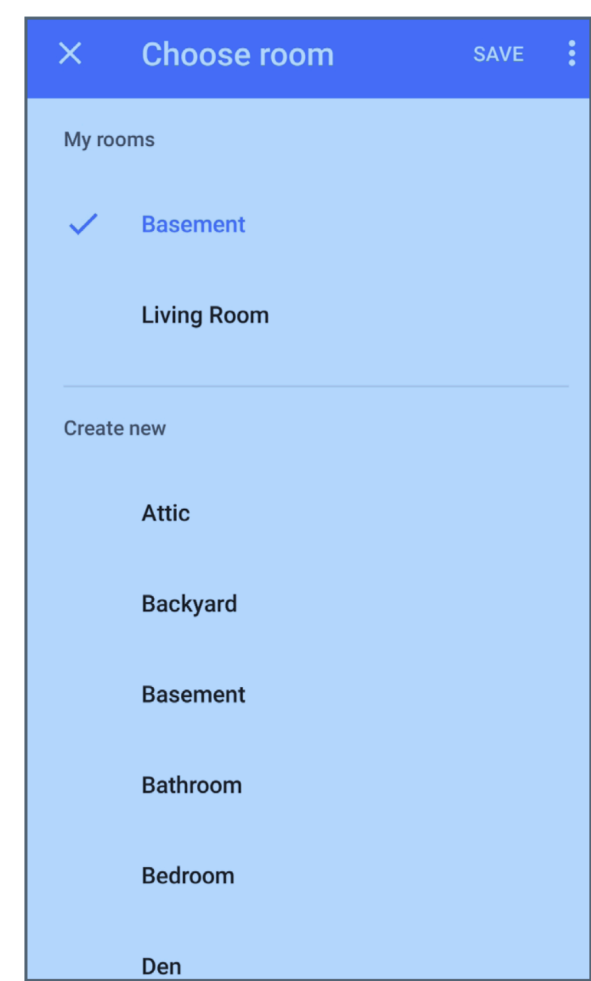 Choose room
SAVE
My rooms
Basement
Living Room
Create new
Attic
Backyard
Basement
Bathroom
Bedroom
Den